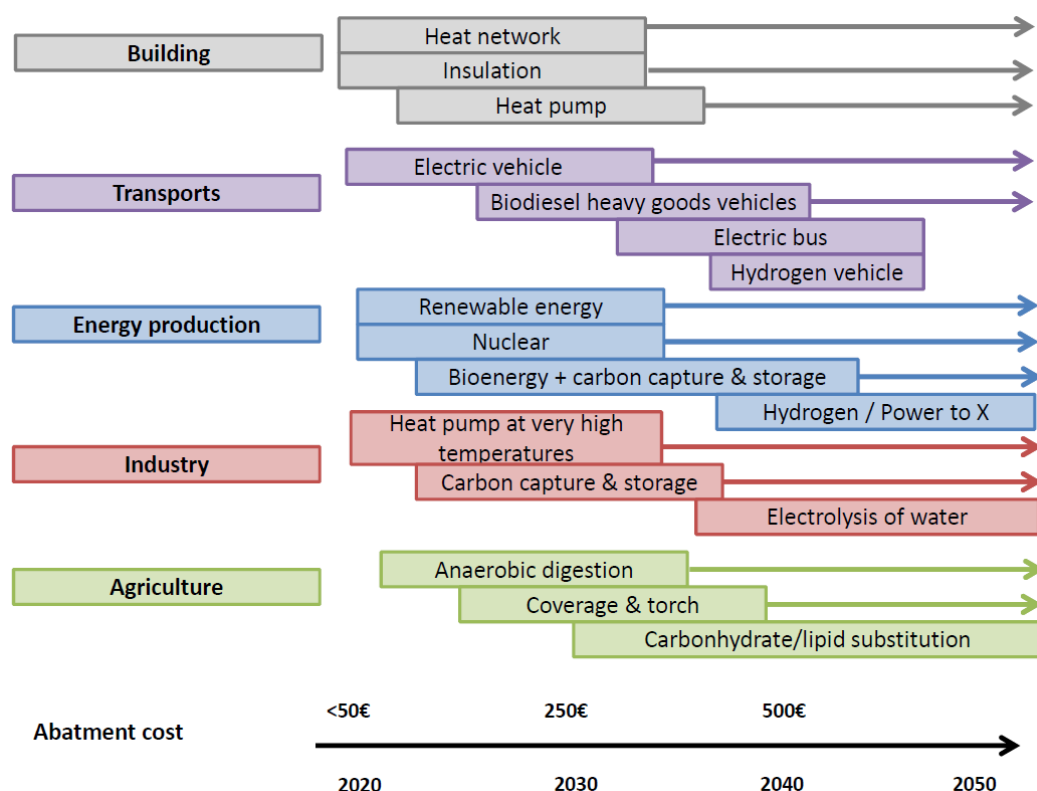 Building
Heat network
Insulation
Heat pump
Transports
Electric vehicle
Biodiesel heavy goods vehicles
Electric bus
Hydrogen vehicle
Energy production
Renewable energy
Nuclear
Bioenergy + carbon capture & storage
Hydrogen / Power to X
Industry
Heat pump at very high
temperatures
Carbon capture & storage
Electrolysis of water
Agriculture
Anaerobic digestion
Coverage & torch
Carbonhydrate/lipid substitution
Abatment cost
<50€ 250€ 500€
2020 2030 2040 2050